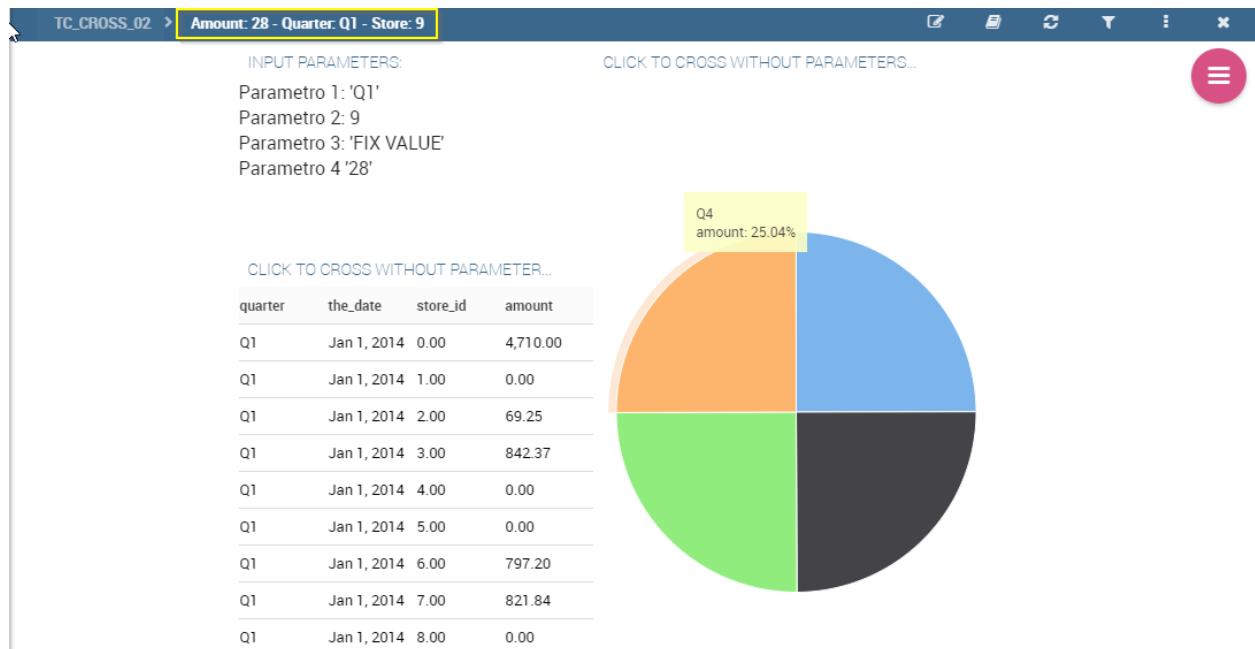 TC_CROSS_02 > Amount: 28 - Quarter: Q1 - Store: 9
INPUT PARAMETERS:
Parametro 1: 'Q1'
Parametro 2: 9
Parametro 3: 'FIX VALUE'
Parametro 4 '28'
CLICK TO CROSS WITHOUT PARAMETER...
quarter the_date store_id amount
Q1 Jan 1, 2014 0.00 4,710.00
Q1 Jan 1, 2014 1.00 0.00
Q1 Jan 1, 2014 2.00 69.25
Q1 Jan 1, 2014 3.00 842.37
Q1 Jan 1, 2014 4.00 0.00
Q1 Jan 1, 2014 5.00 0.00
Q1 Jan 1, 2014 6.00 797.20
Q1 Jan 1, 2014 7.00 821.84
Q1 Jan 1, 2014 8.00 0.00
CLICK TO CROSS WITHOUT PARAMETERS...
Q4
amount: 25.04%